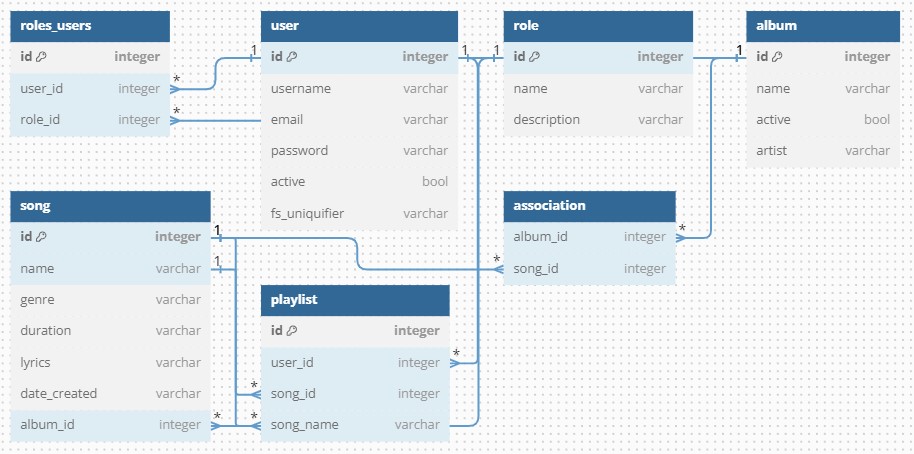 roles_users
id integer
user_id integer
role_id integer
user
id integer
username varchar
email varchar
password varchar
active bool
fs_uniquifier varchar
role
id integer
name varchar
description varchar
album
id integer
name varchar
active bool
artist varchar
song
id integer
name varchar
genre varchar
duration varchar
lyrics varchar
date_created varchar
album_id integer
playlist
id integer
user_id integer
song_id integer
song_name varchar
association
album_id integer
song_id integer
1
*
*
1
1
1
1
1
*
*
*
*
*
*